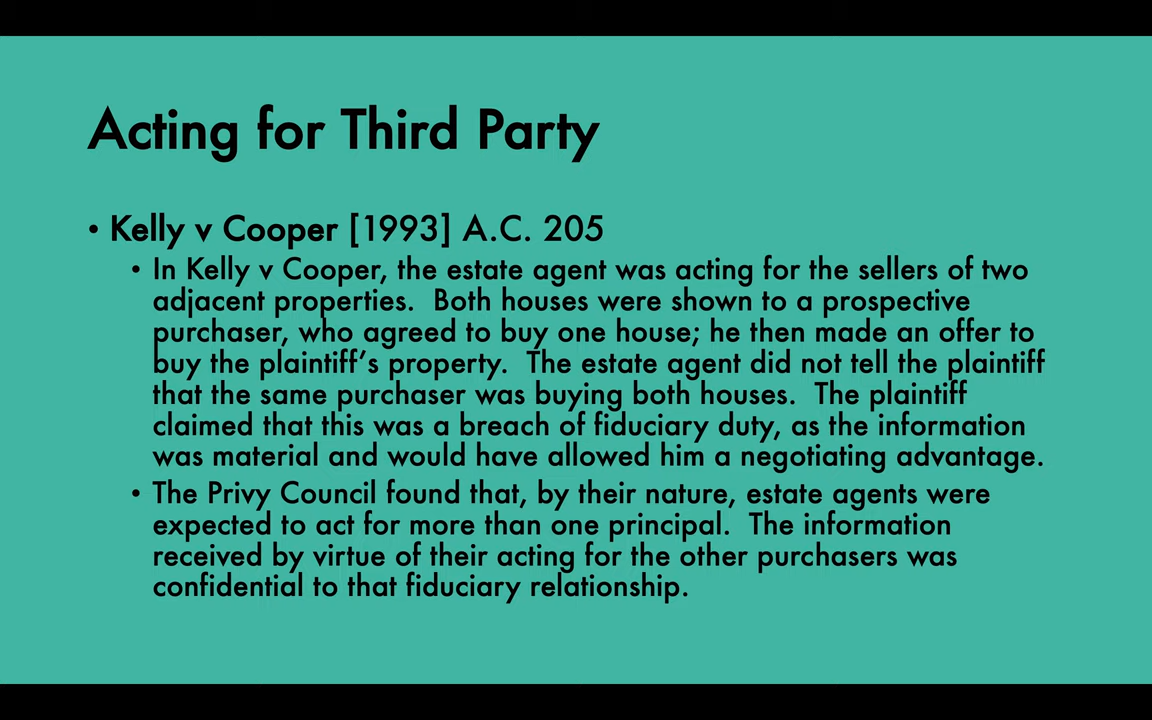 Acting for Third Party
• Kelly v Cooper [1993] A.C. 205
• In Kelly v Cooper, the estate agent was acting for the sellers of two
adjacent properties.  Both houses were shown to a prospective
purchaser, who agreed to buy one house; he then made an offer to
buy the plaintiff’s property.  The estate agent did not tell the plaintiff
that the same purchaser was buying both houses.  The plaintiff
claimed that this was a breach of fiduciary duty, as the information
was material and would have allowed him a negotiating advantage.
• The Privy Council found that, by their nature, estate agents were
expected to act for more than one principal.  The information
received by virtue of their acting for the other purchasers was
confidential to that fiduciary relationship.